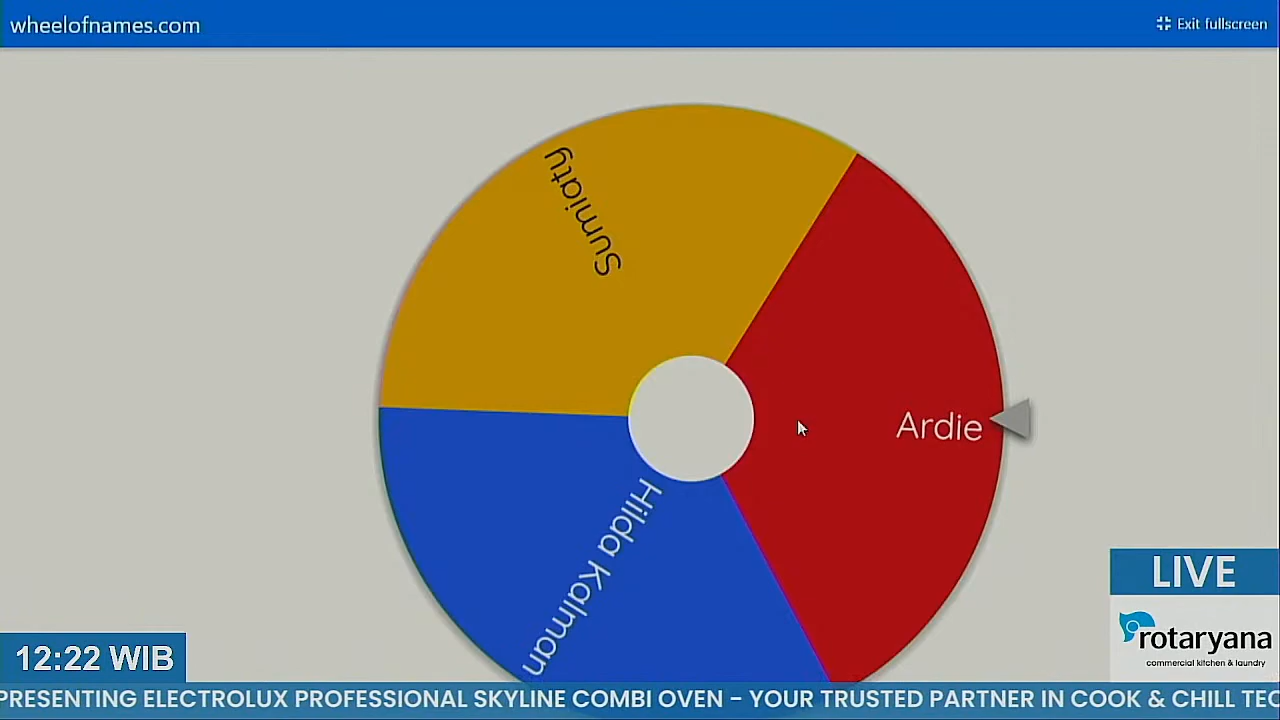 wheelofnames.com
Exit fullscreen
Sumiaty
Ardie
Hilda Kalman
LIVE
rotaryana
commercial kitchen & laundry
12:22 WIB
PRESENTING ELECTROLUX PROFESSIONAL SKYLINE COMBI OVEN - YOUR TRUSTED PARTNER IN COOK & CHILL TEC